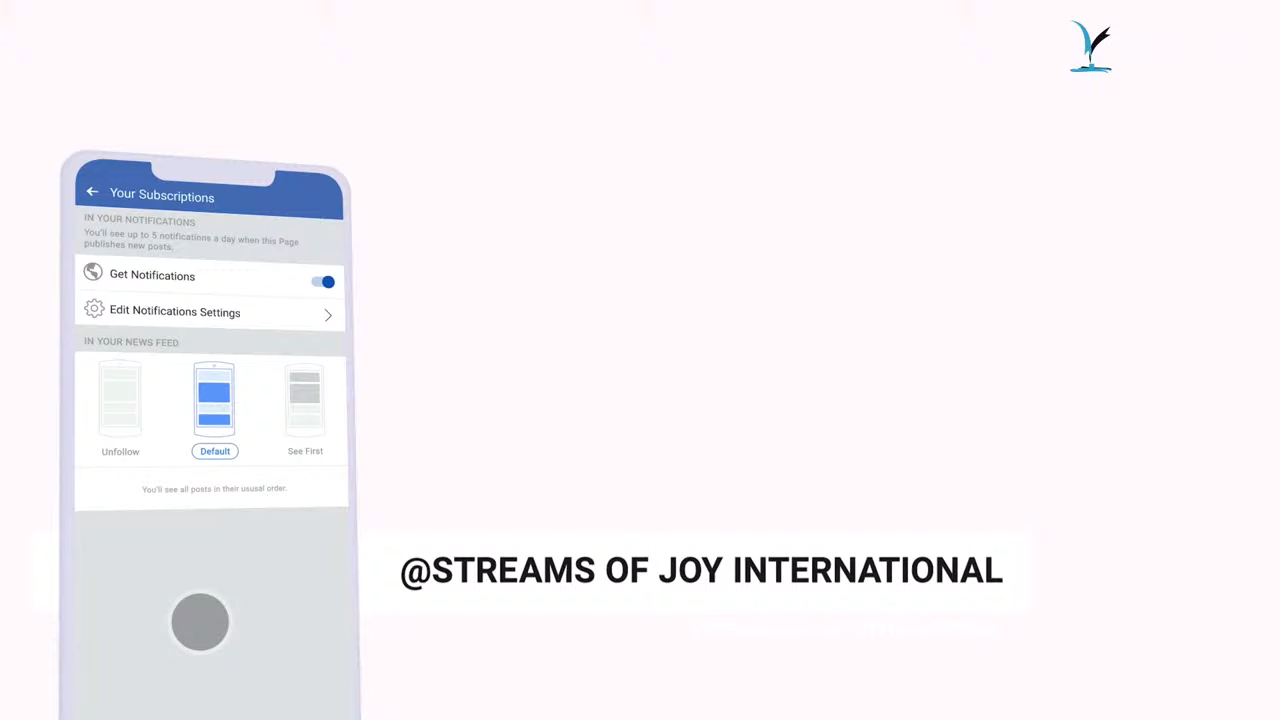 Your Subscriptions
IN YOUR NOTIFICATIONS
You'll see up to 5 notifications a day when this Page
publishes new posts.
Get Notifications
Edit Notifications Settings
IN YOUR NEWS FEED
Unfollow
Default
See First
You'll see all posts in their ususal order.
@STREAMS OF JOY INTERNATIONAL